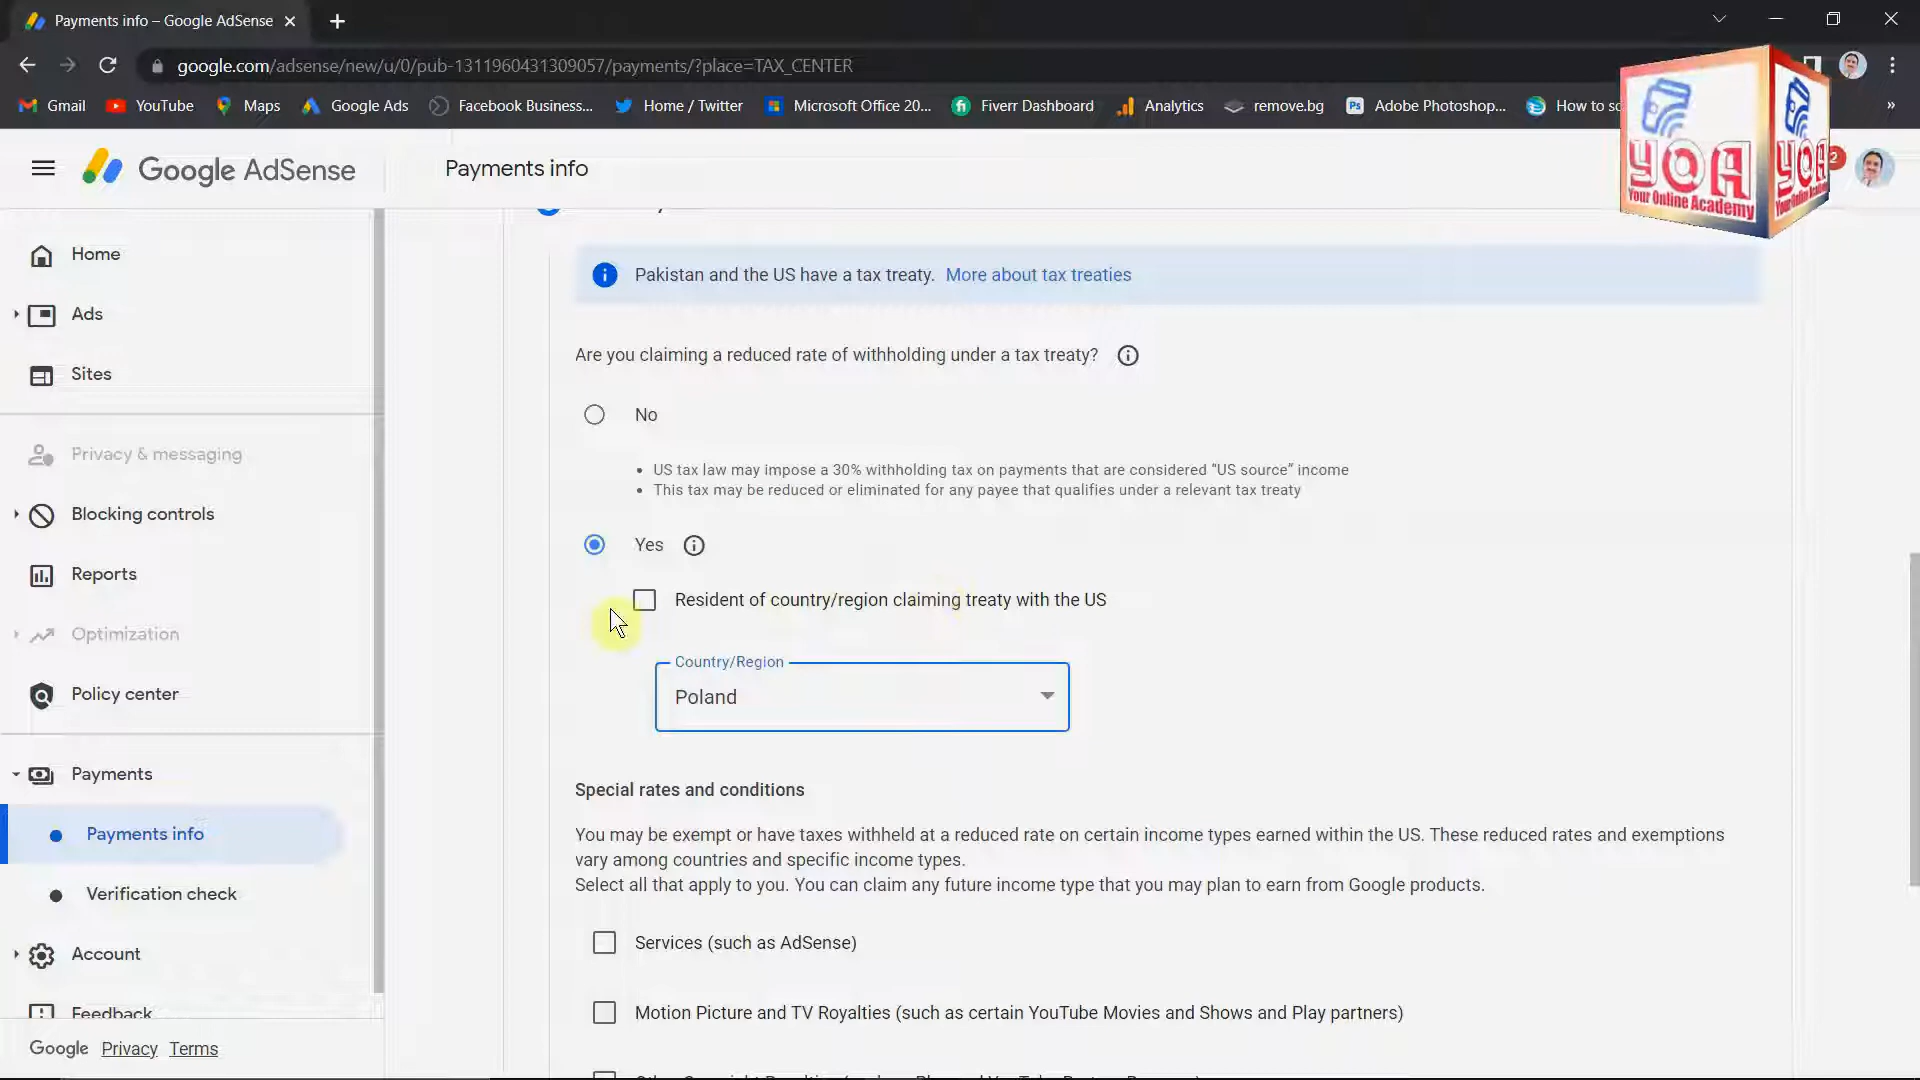 Payments info – Google AdSense
google.com/adsense/new/u/0/pub-1311960431309057/payments/?place=TAX_CENTER
Gmail YouTube Maps Google Ads Facebook Business... Home / Twitter Microsoft Office 20... Fiverr Dashboard Analytics remove.bg Adobe Photoshop... How to sc »
Google AdSense
Payments info
YOA
Your Online Academy
YOA
Your Online Academy
2
Home
Ads
Sites
Privacy & messaging
Blocking controls
Reports
Optimization
Policy center
Payments
Payments info
Verification check
Account
Feedback
Google Privacy Terms
Pakistan and the US have a tax treaty. More about tax treaties
Are you claiming a reduced rate of withholding under a tax treaty?
No
• US tax law may impose a 30% withholding tax on payments that are considered “US source” income
• This tax may be reduced or eliminated for any payee that qualifies under a relevant tax treaty
Yes
Resident of country/region claiming treaty with the US
Country/Region
Poland
Special rates and conditions
You may be exempt or have taxes withheld at a reduced rate on certain income types earned within the US. These reduced rates and exemptions
vary among countries and specific income types.
Select all that apply to you. You can claim any future income type that you may plan to earn from Google products.
Services (such as AdSense)
Motion Picture and TV Royalties (such as certain YouTube Movies and Shows and Play partners)